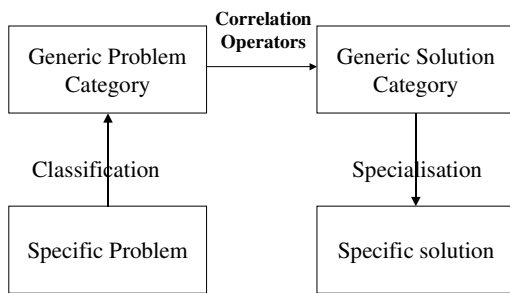 Correlation
Operators
Generic Problem
Category
Generic Solution
Category
Classification
Specialisation
Specific Problem
Specific solution